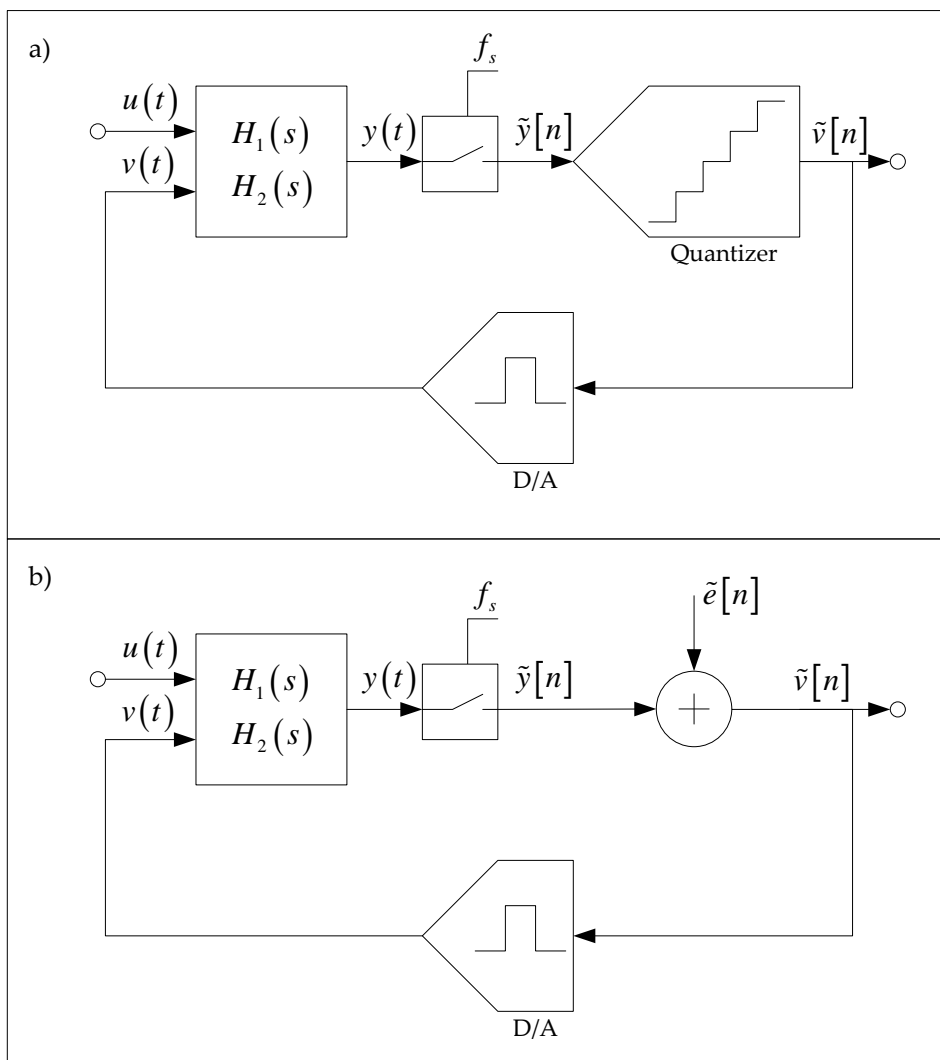 a)
f_s
u(t)
v(t)
H_1(s)
H_2(s)
y(t)
ỹ[n]
ṽ[n]
Quantizer
D/A
b)
f_s
ẽ[n]
u(t)
v(t)
H_1(s)
H_2(s)
y(t)
ỹ[n]
+
ṽ[n]
D/A